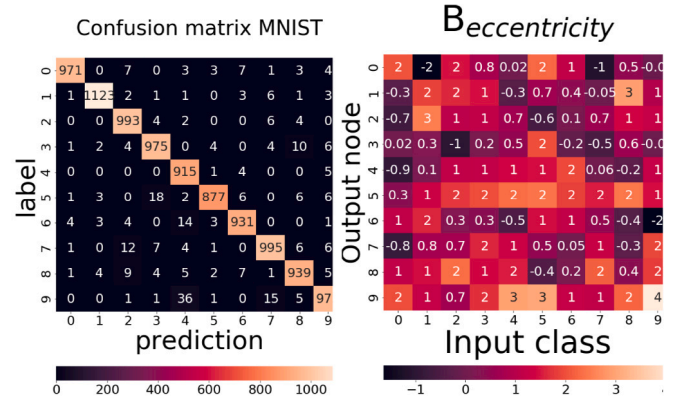 Confusion matrix MNIST
label
0 971 0 7 0 3 3 7 1 3 4
1 1 1123 2 1 1 0 3 6 1 3
2 0 0 993 4 2 0 0 6 4 0
3 1 2 4 975 0 4 0 4 10 6
4 0 0 0 0 915 1 4 0 4 6
5 1 3 0 18 2 877 6 0 6 6
6 4 3 4 0 14 3 931 0 5 0
7 1 0 12 7 4 1 0 995 6 6
8 1 4 9 4 5 2 7 1 939 5
9 0 0 1 1 36 1 0 15 5 97
0 1 2 3 4 5 6 7 8 9
prediction
0 200 400 600 800 1000
B eccentricity
Output node
0 2 -2 2 0.8 0.02 2 1 -1 0.5 -0.0
1 -0.3 2 2 1 -0.3 0.7 0.4 -0.05 3 1
2 -0.7 3 1 1 0.7 -0.6 0.1 0.7 1 1
3 0.02 0.3 -1 0.2 0.5 2 -0.2 -0.5 0.6 -0.0
4 -0.9 0.1 1 1 1 1 2 0.06 -0.2 1
5 0.3 1 2 2 2 2 1 2 2 1
6 1 2 0.3 0.3 -0.5 1 1 0.5 -0.4 -2
7 -0.8 0.8 0.7 2 1 0.5 0.05 1 -0.3 2
8 1 1 2 1 2 -0.4 0.2 2 0.4 2
9 2 1 0.7 2 3 3 1 1 2 4
0 1 2 3 4 5 6 7 8 9
Input class
−1 0 1 2 3